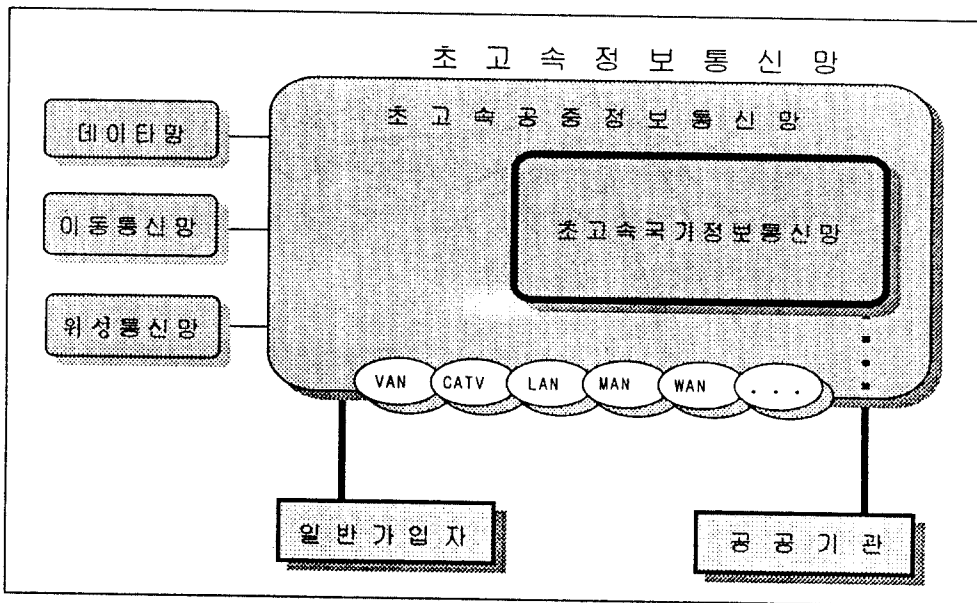 초 고 속 정 보 통 신 망
초 고 속 공 중 정 보 통 신 망
데이타망
초고속국가정보통신망
이동통신망
위성통신망
VAN CATV LAN MAN WAN . . .
일 반 가 입 자
공 공 기 관